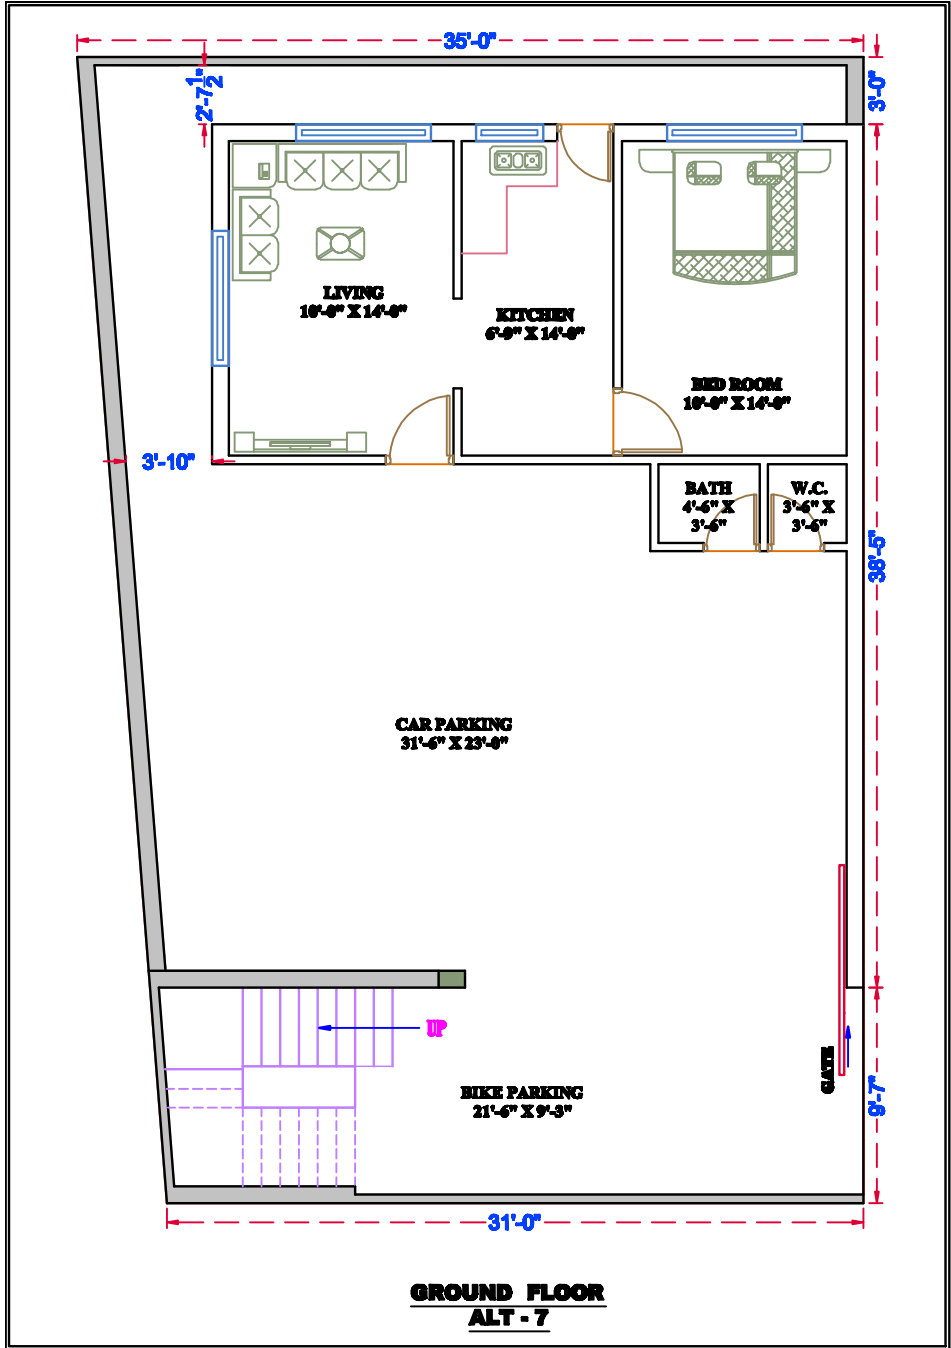 35'-0"
2'-7 1/2"
3'-0"
LIVING
10'-0" X 14'-0"
KITCHEN
6'-9" X 14'-0"
BED ROOM
10'-0" X 14'-0"
3'-10"
BATH
4'-6" X
3'-6"
W.C.
3'-6" X
3'-6"
38'-5"
CAR PARKING
31'-6" X 23'-0"
UP
GATE
BIKE PARKING
21'-6" X 9'-3"
9'-7"
31'-0"
GROUND FLOOR
ALT - 7